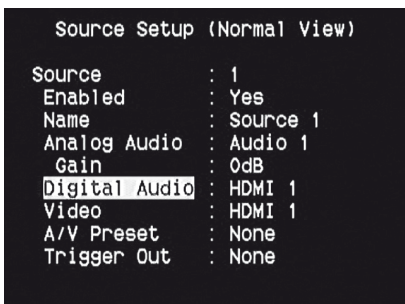 Source Setup (Normal View)
Source : 1
Enabled : Yes
Name : Source 1
Analog Audio : Audio 1
Gain : 0dB
Digital Audio : HDMI 1
Video : HDMI 1
A/V Preset : None
Trigger Out : None